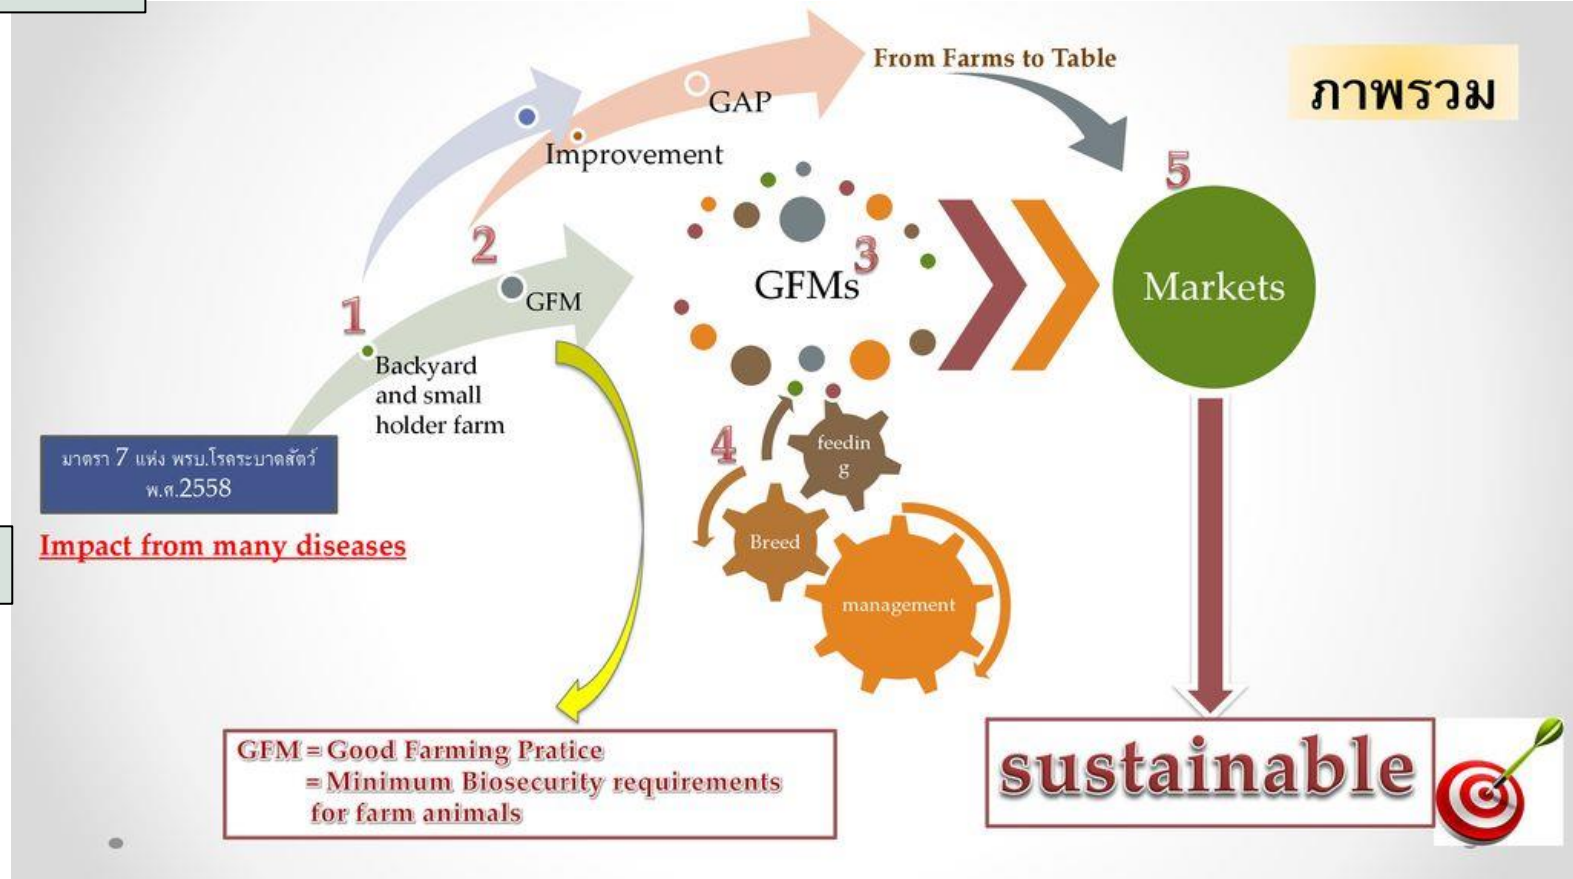 From Farms to Table
ภาพรวม
GAP
Improvement
5
2
3
GFMs
Markets
1
GFM
Backyard
and small
holder farm
4
feedin
g
มาตรา 7 แห่ง พรบ.โรคระบาดสัตว์
พ.ศ.2558
Impact from many diseases
Breed
management
GFM = Good Farming Pratice
= Minimum Biosecurity requirements
for farm animals
sustainable